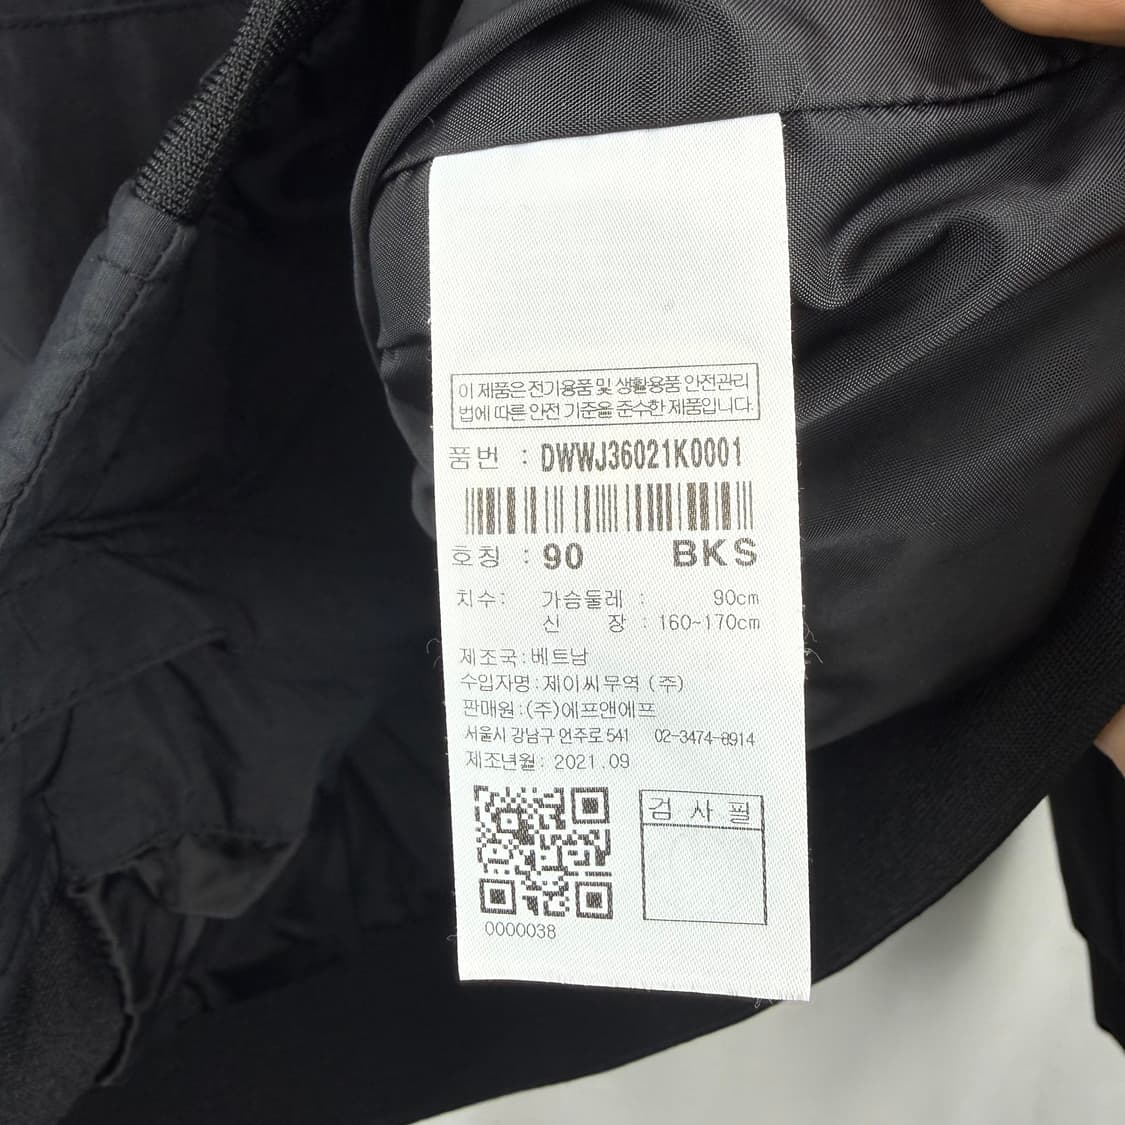 이 제품은 전기용품 및 생활용품 안전관리
법에 따른 안전 기준을 준수한 제품입니다.
품번 : DWWJ36021K0001
호칭 : 90 BKS
치수: 가슴둘레 : 90cm
신 장 : 160~170cm
제조국:베트남
수입자명:제이씨무역 (주)
판매원:(주)에프앤에프
서울시 강남구 언주로 541 02-3474-8914
제조년월: 2021.09
검 사 필
0000038